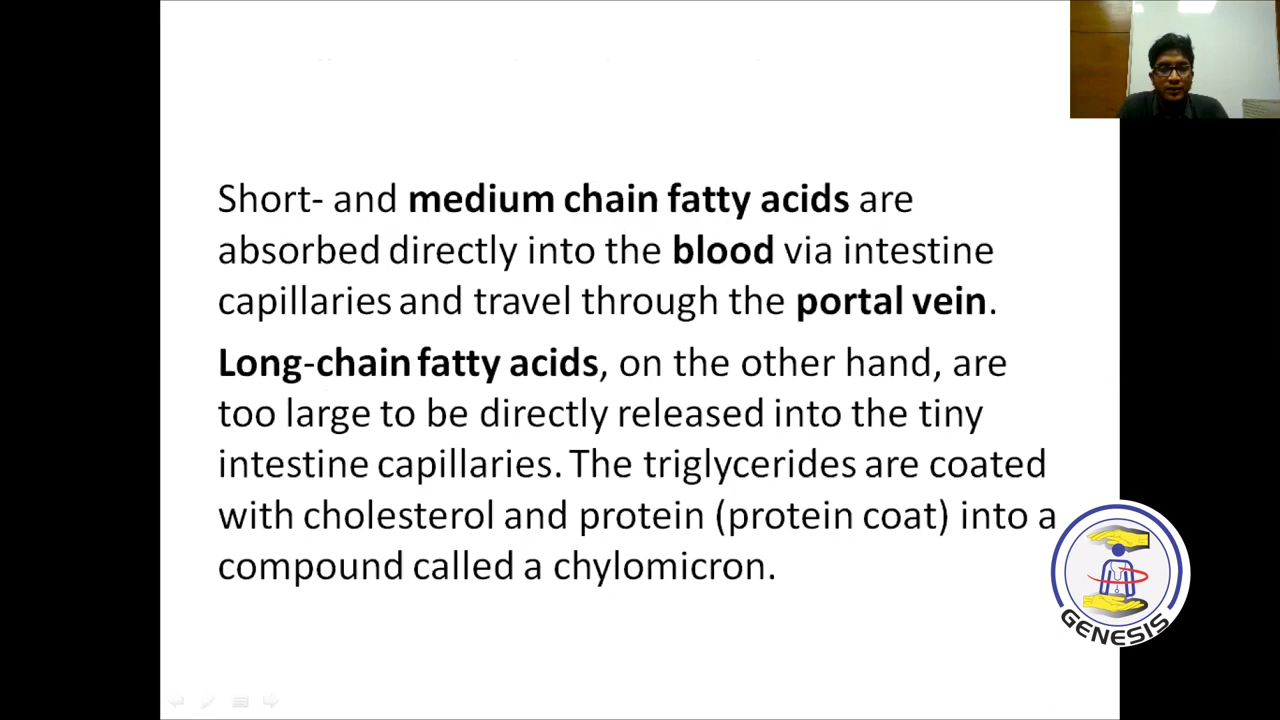 Short- and medium chain fatty acids are
absorbed directly into the blood via intestine
capillaries and travel through the portal vein.
Long-chain fatty acids, on the other hand, are
too large to be directly released into the tiny
intestine capillaries. The triglycerides are coated
with cholesterol and protein (protein coat) into a
compound called a chylomicron.
GENESIS